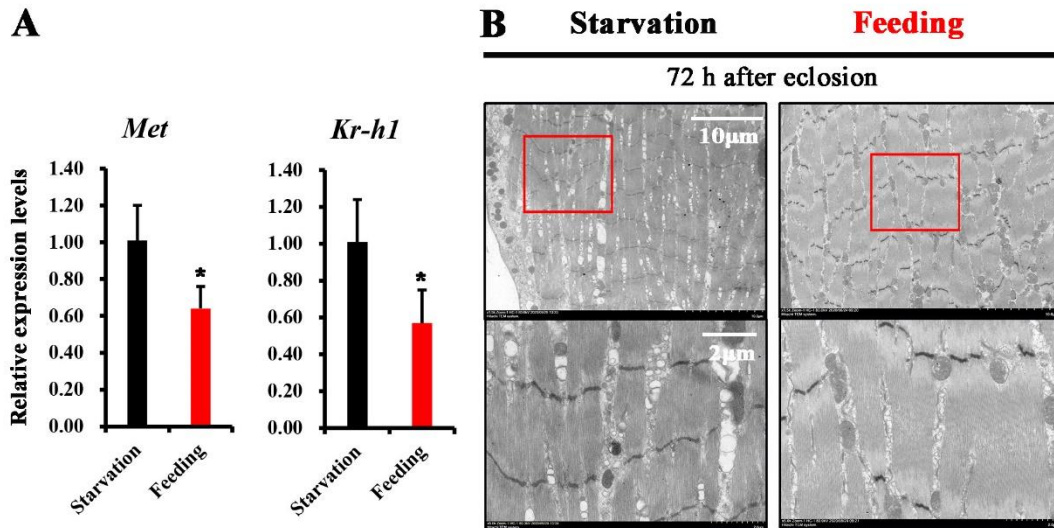 A
Met
Kr-h1
Relative expression levels
1.40
1.20
1.00
0.80
0.60
0.40
0.20
0.00
*
Starvation
Feeding
1.40
1.20
1.00
0.80
0.60
0.40
0.20
0.00
*
Starvation
Feeding
B
Starvation
Feeding
72 h after eclosion
10μm
2μm